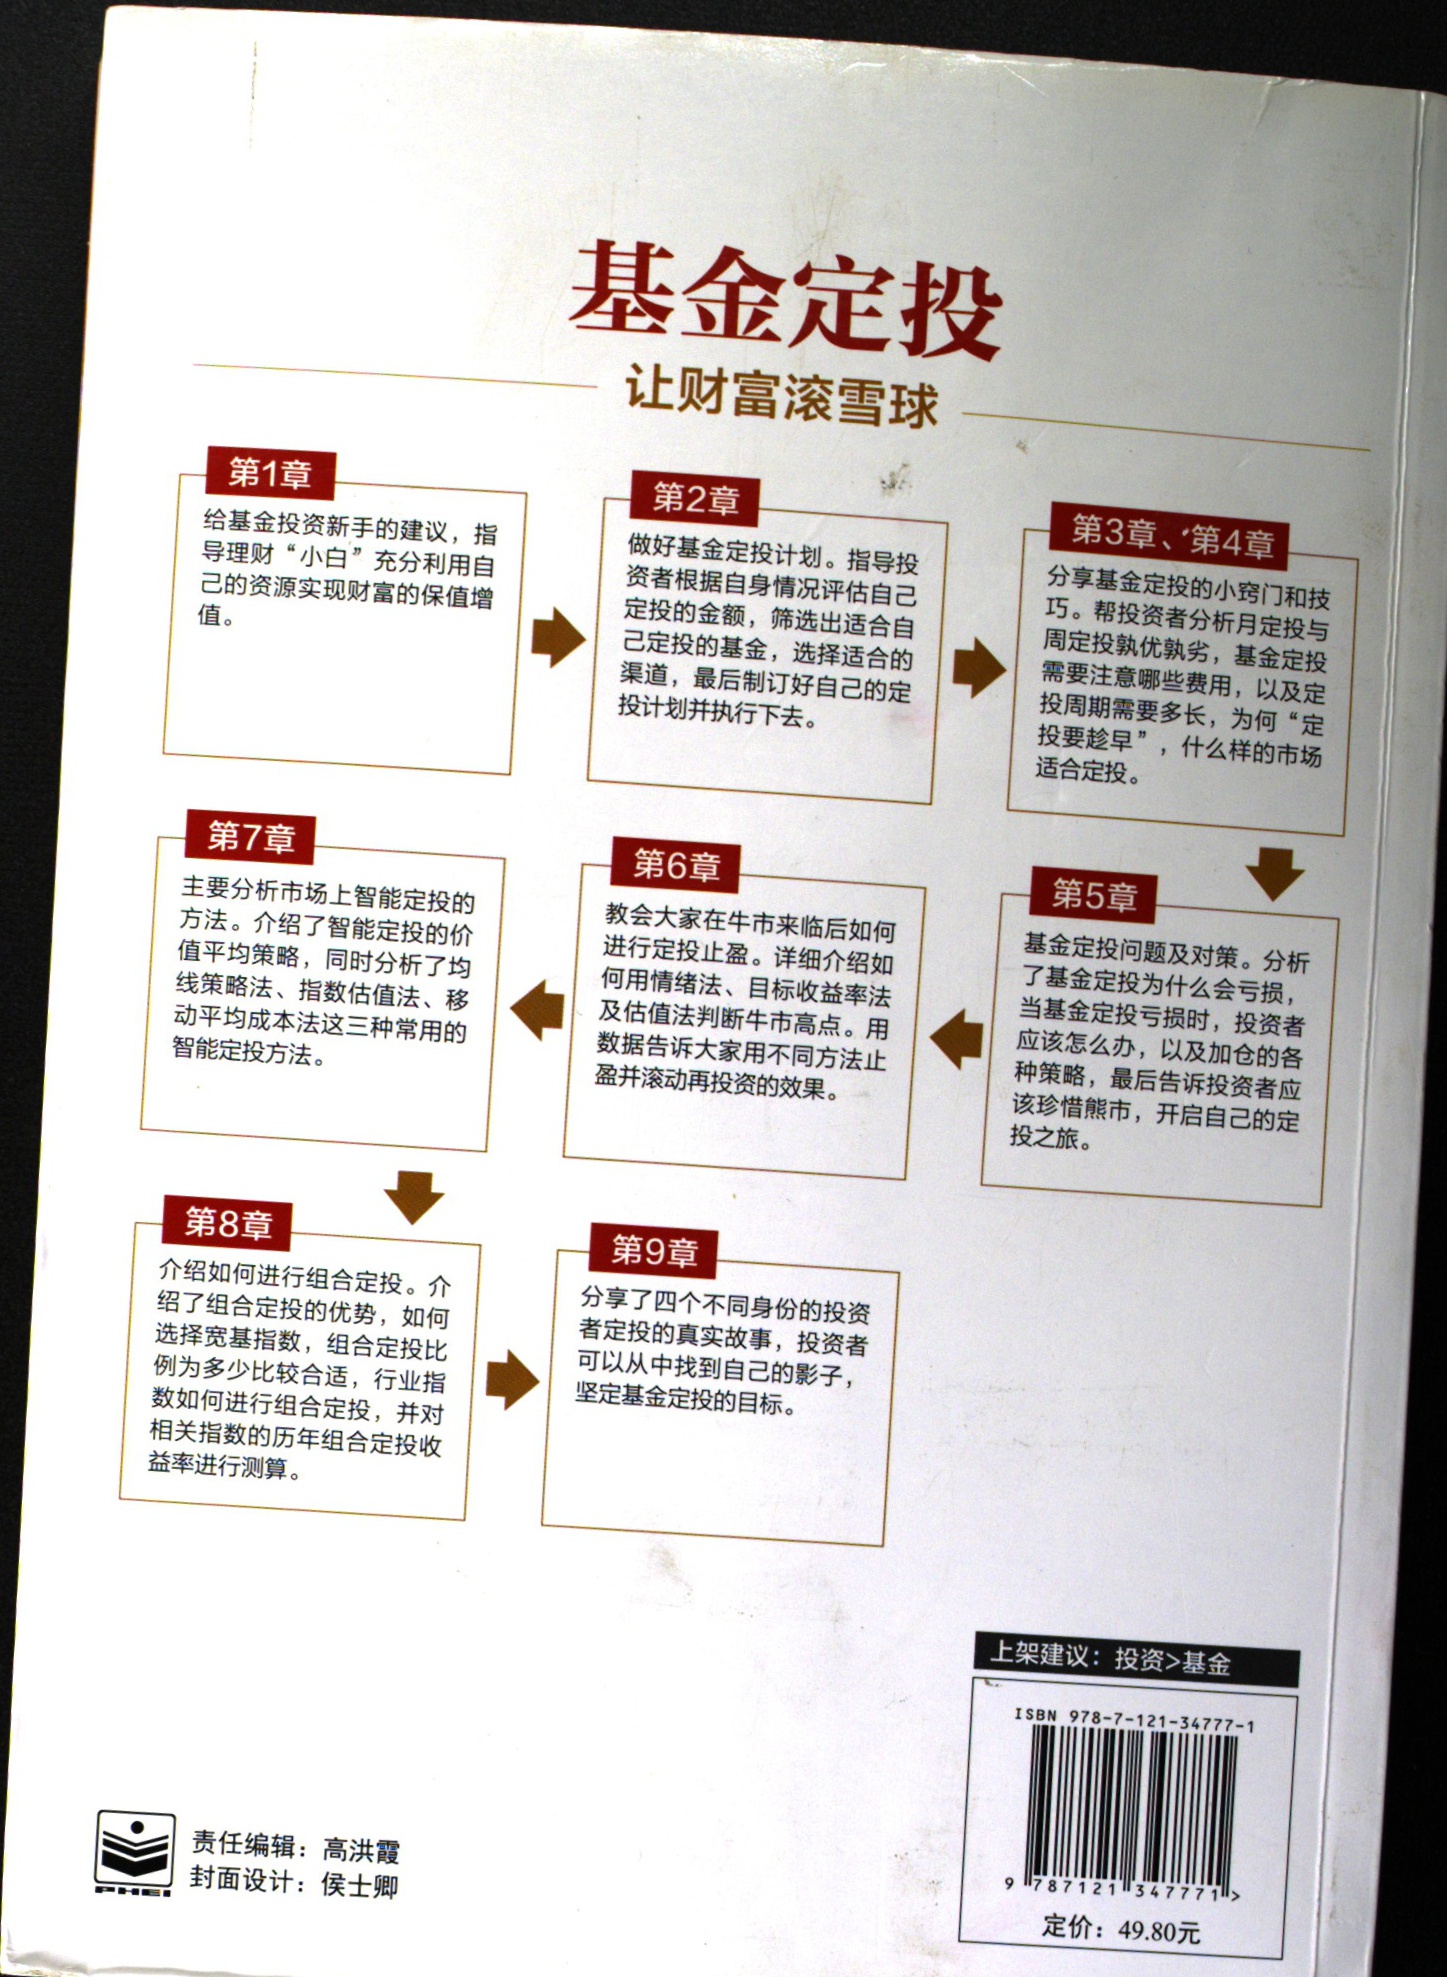 基金定投
让财富滚雪球
第1章
给基金投资新手的建议，指
导理财“小白”充分利用自
己的资源实现财富的保值增
值。
第2章
做好基金定投计划。指导投
资者根据自身情况评估自己
定投的金额，筛选出适合自
己定投的基金，选择适合的
渠道，最后制订好自己的定
投计划并执行下去。
第3章、第4章
分享基金定投的小窍门和技
巧。帮投资者分析月定投与
周定投孰优孰劣，基金定投
需要注意哪些费用，以及定
投周期需要多长，为何“定
投要趁早”，什么样的市场
适合定投。
第5章
基金定投问题及对策。分析
了基金定投为什么会亏损，
当基金定投亏损时，投资者
应该怎么办，以及加仓的各
种策略，最后告诉投资者应
该珍惜熊市，开启自己的定
投之旅。
第6章
教会大家在牛市来临后如何
进行定投止盈。详细介绍如
何用情绪法、目标收益率法
及估值法判断牛市高点。用
数据告诉大家用不同方法止
盈并滚动再投资的效果。
第7章
主要分析市场上智能定投的
方法。介绍了智能定投的价
值平均策略，同时分析了均
线策略法、指数估值法、移
动平均成本法这三种常用的
智能定投方法。
第8章
介绍如何进行组合定投。介
绍了组合定投的优势，如何
选择宽基指数，组合定投比
例为多少比较合适，行业指
数如何进行组合定投，并对
相关指数的历年组合定投收
益率进行测算。
第9章
分享了四个不同身份的投资
者定投的真实故事，投资者
可以从中找到自己的影子，
坚定基金定投的目标。
上架建议：投资>基金
ISBN 978-7-121-34777-1
9 787121 347771 >
定价：49.80元
PHEI
责任编辑：高洪霞
封面设计：侯士卿